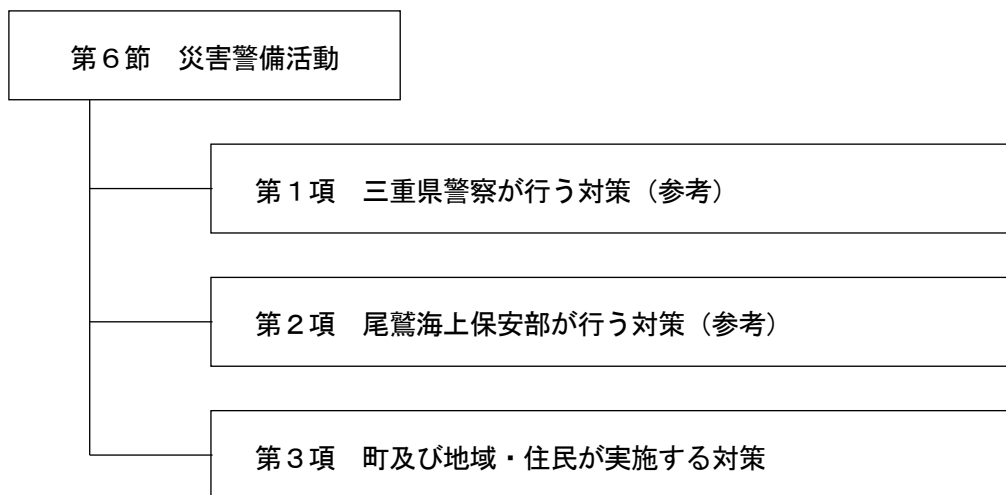 第６節　災害警備活動
第１項　三重県警察が行う対策（参考）
第２項　尾鷲海上保安部が行う対策（参考）
第３項　町及び地域・住民が実施する対策